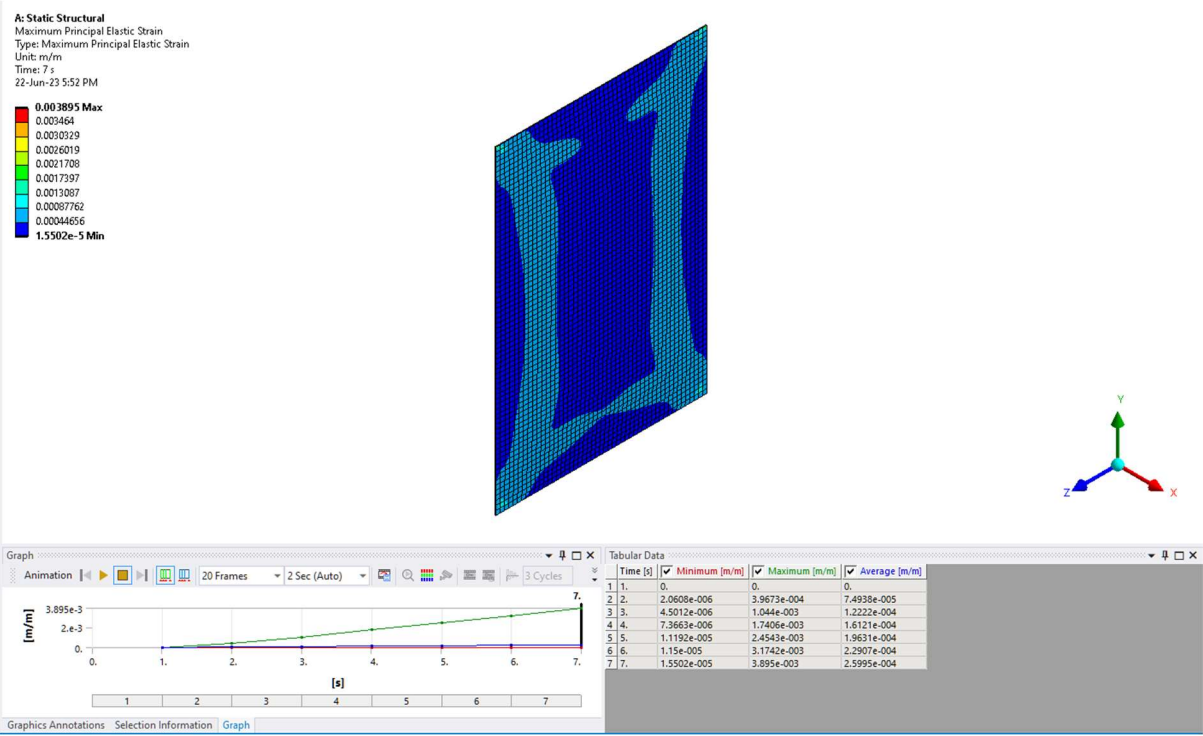 A: Static Structural
Maximum Principal Elastic Strain
Type: Maximum Principal Elastic Strain
Unit: m/m
Time: 7 s
22-Jun-23 5:52 PM
0.003895 Max
0.003464
0.0030329
0.0026019
0.0021708
0.0017397
0.0013087
0.00087762
0.00044656
1.5502e-5 Min
Y
Z
X
Graph
Animation
20 Frames
2 Sec (Auto)
3 Cycles
7.
[m/m]
3.895e-3
2.e-3
0.
0. 1. 2. 3. 4. 5. 6. 7.
[s]
1 2 3 4 5 6 7
Graphics Annotations Selection Information Graph
Tabular Data
Time [s] Minimum [m/m] Maximum [m/m] Average [m/m]
1 1. 0. 0. 0.
2 2. 2.0608e-006 3.9673e-004 7.4938e-005
3 3. 4.5012e-006 1.044e-003 1.2222e-004
4 4. 7.3663e-006 1.7406e-003 1.6121e-004
5 5. 1.1192e-005 2.4543e-003 1.9631e-004
6 6. 1.15e-005 3.1742e-003 2.2907e-004
7 7. 1.5502e-005 3.895e-003 2.5995e-004